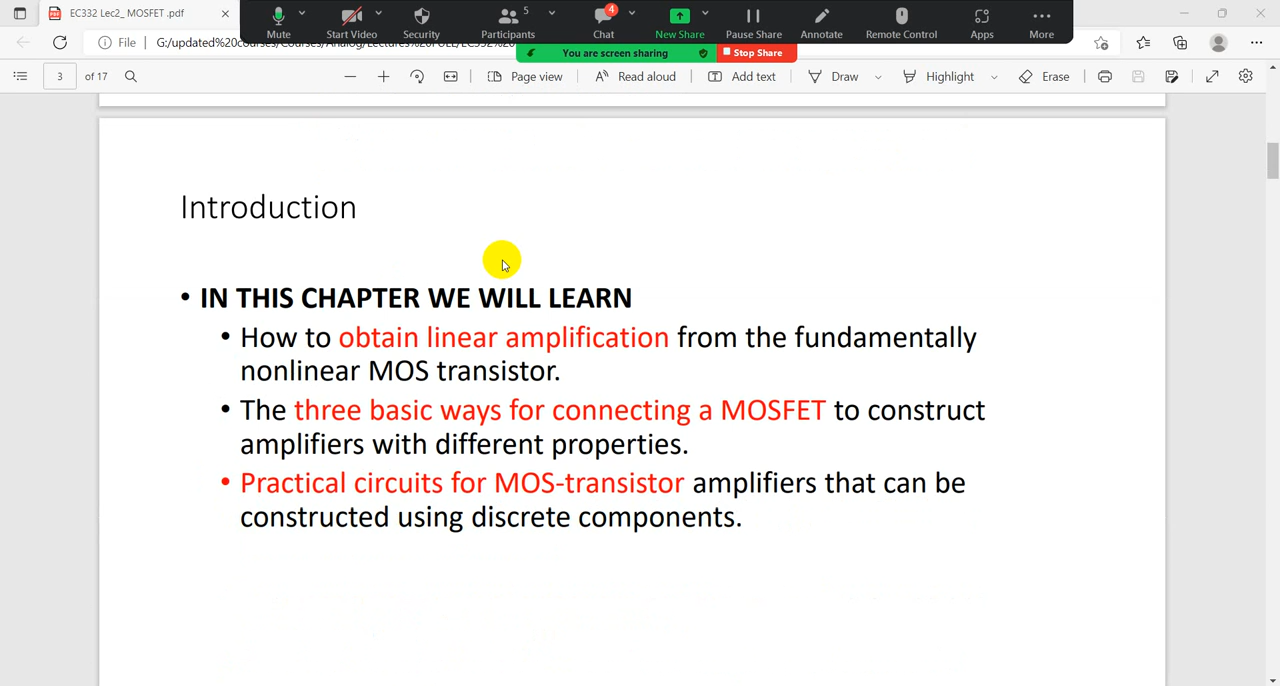 EC332 Lec2_ MOSFET .pdf
Mute
Start Video
Security
5
Participants
4
Chat
New Share
Pause Share
Annotate
Remote Control
Apps
More
File
You are screen sharing
Stop Share
3 of 17
Page view
Read aloud
Add text
Draw
Highlight
Erase
Introduction
• IN THIS CHAPTER WE WILL LEARN
• How to obtain linear amplification from the fundamentally
nonlinear MOS transistor.
• The three basic ways for connecting a MOSFET to construct
amplifiers with different properties.
• Practical circuits for MOS-transistor amplifiers that can be
constructed using discrete components.